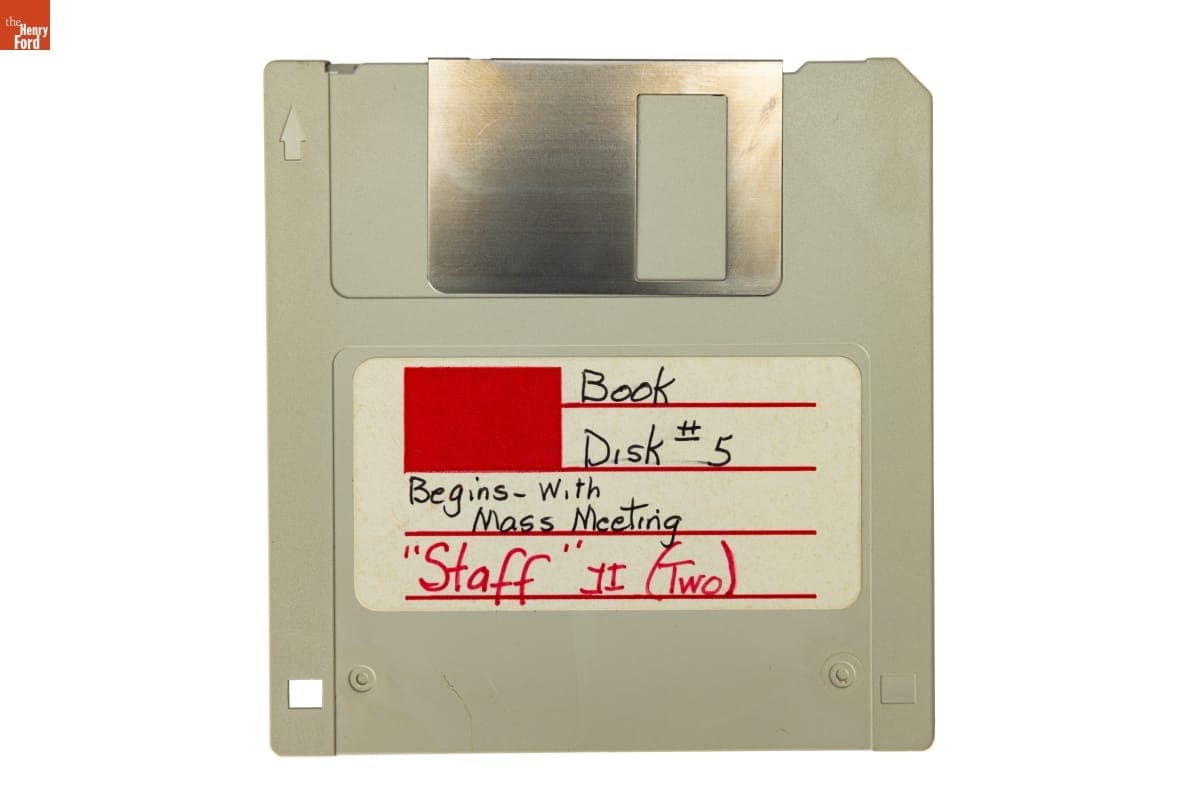 the
Henry
Ford
Book
Disk # 5
Begins- With
Mass Meeting
"Staff" II (Two)